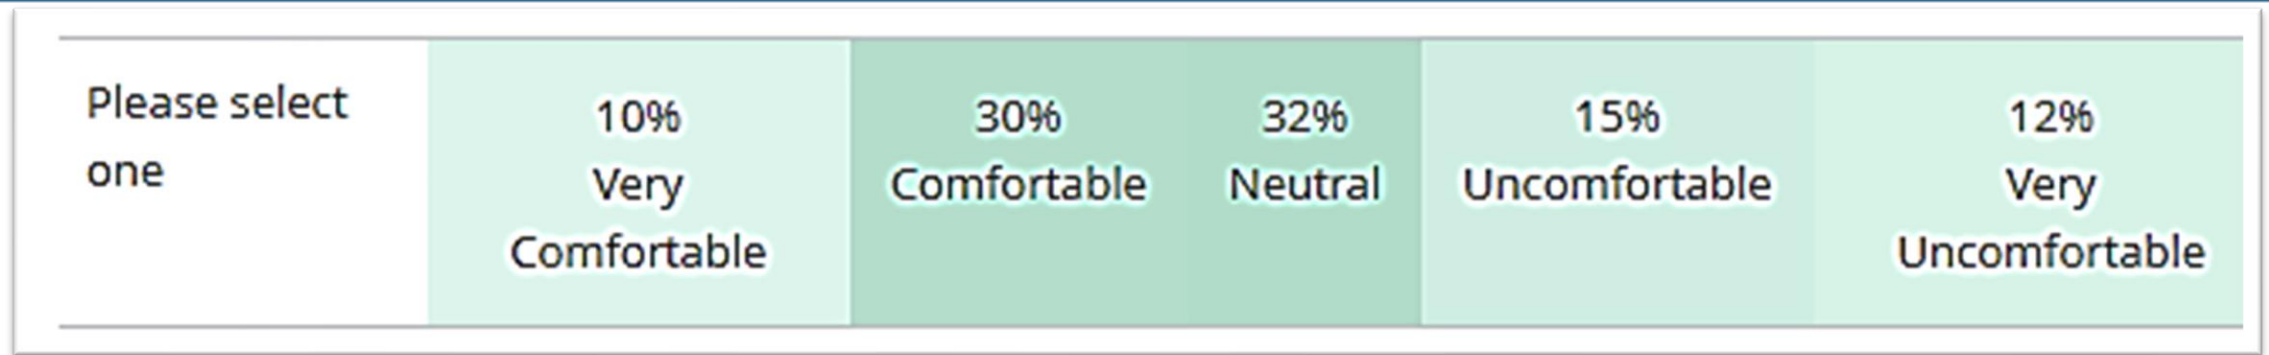 Please select
one
10%
Very
Comfortable
30%
Comfortable
32%
Neutral
15%
Uncomfortable
12%
Very
Uncomfortable